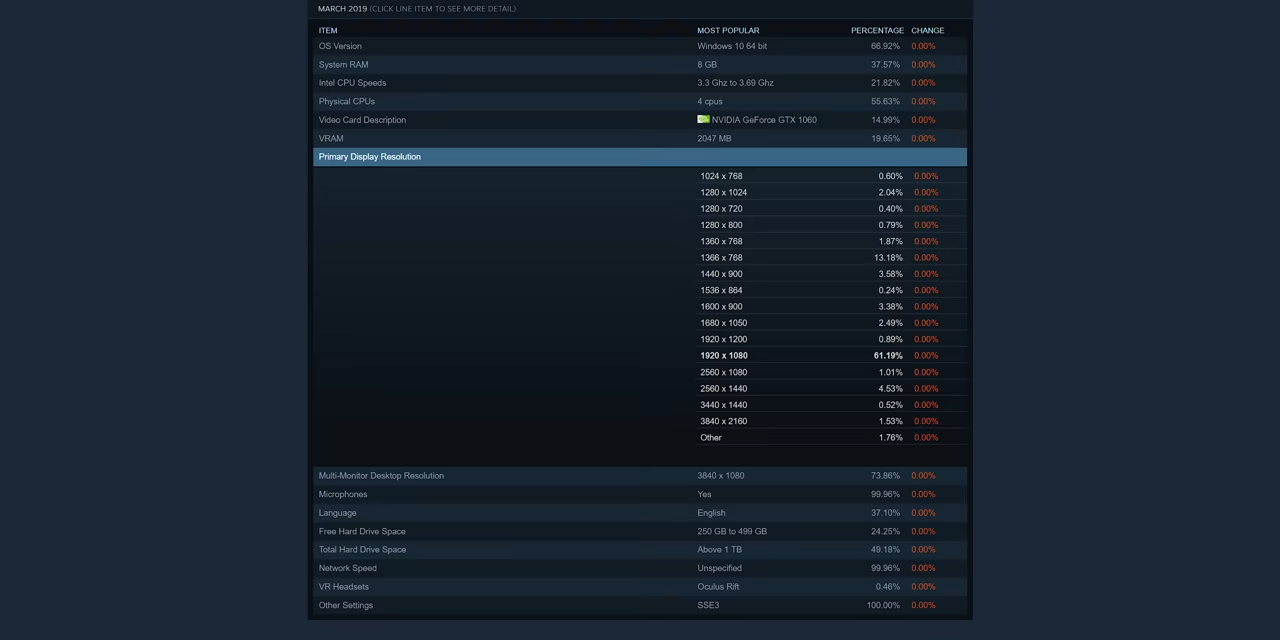 MARCH 2019 (CLICK LINE ITEM TO SEE MORE DETAIL)
ITEM MOST POPULAR PERCENTAGE CHANGE
OS Version Windows 10 64 bit 66.92% 0.00%
System RAM 8 GB 37.57% 0.00%
Intel CPU Speeds 3.3 Ghz to 3.69 Ghz 21.82% 0.00%
Physical CPUs 4 cpus 55.63% 0.00%
Video Card Description NVIDIA GeForce GTX 1060 14.99% 0.00%
VRAM 2047 MB 19.65% 0.00%
Primary Display Resolution
1024 x 768 0.60% 0.00%
1280 x 1024 2.04% 0.00%
1280 x 720 0.40% 0.00%
1280 x 800 0.79% 0.00%
1360 x 768 1.87% 0.00%
1366 x 768 13.18% 0.00%
1440 x 900 3.58% 0.00%
1536 x 864 0.24% 0.00%
1600 x 900 3.38% 0.00%
1680 x 1050 2.49% 0.00%
1920 x 1200 0.89% 0.00%
1920 x 1080 61.19% 0.00%
2560 x 1080 1.01% 0.00%
2560 x 1440 4.53% 0.00%
3440 x 1440 0.52% 0.00%
3840 x 2160 1.53% 0.00%
Other 1.76% 0.00%
Multi-Monitor Desktop Resolution 3840 x 1080 73.86% 0.00%
Microphones Yes 99.96% 0.00%
Language English 37.10% 0.00%
Free Hard Drive Space 250 GB to 499 GB 24.25% 0.00%
Total Hard Drive Space Above 1 TB 49.18% 0.00%
Network Speed Unspecified 99.96% 0.00%
VR Headsets Oculus Rift 0.46% 0.00%
Other Settings SSE3 100.00% 0.00%